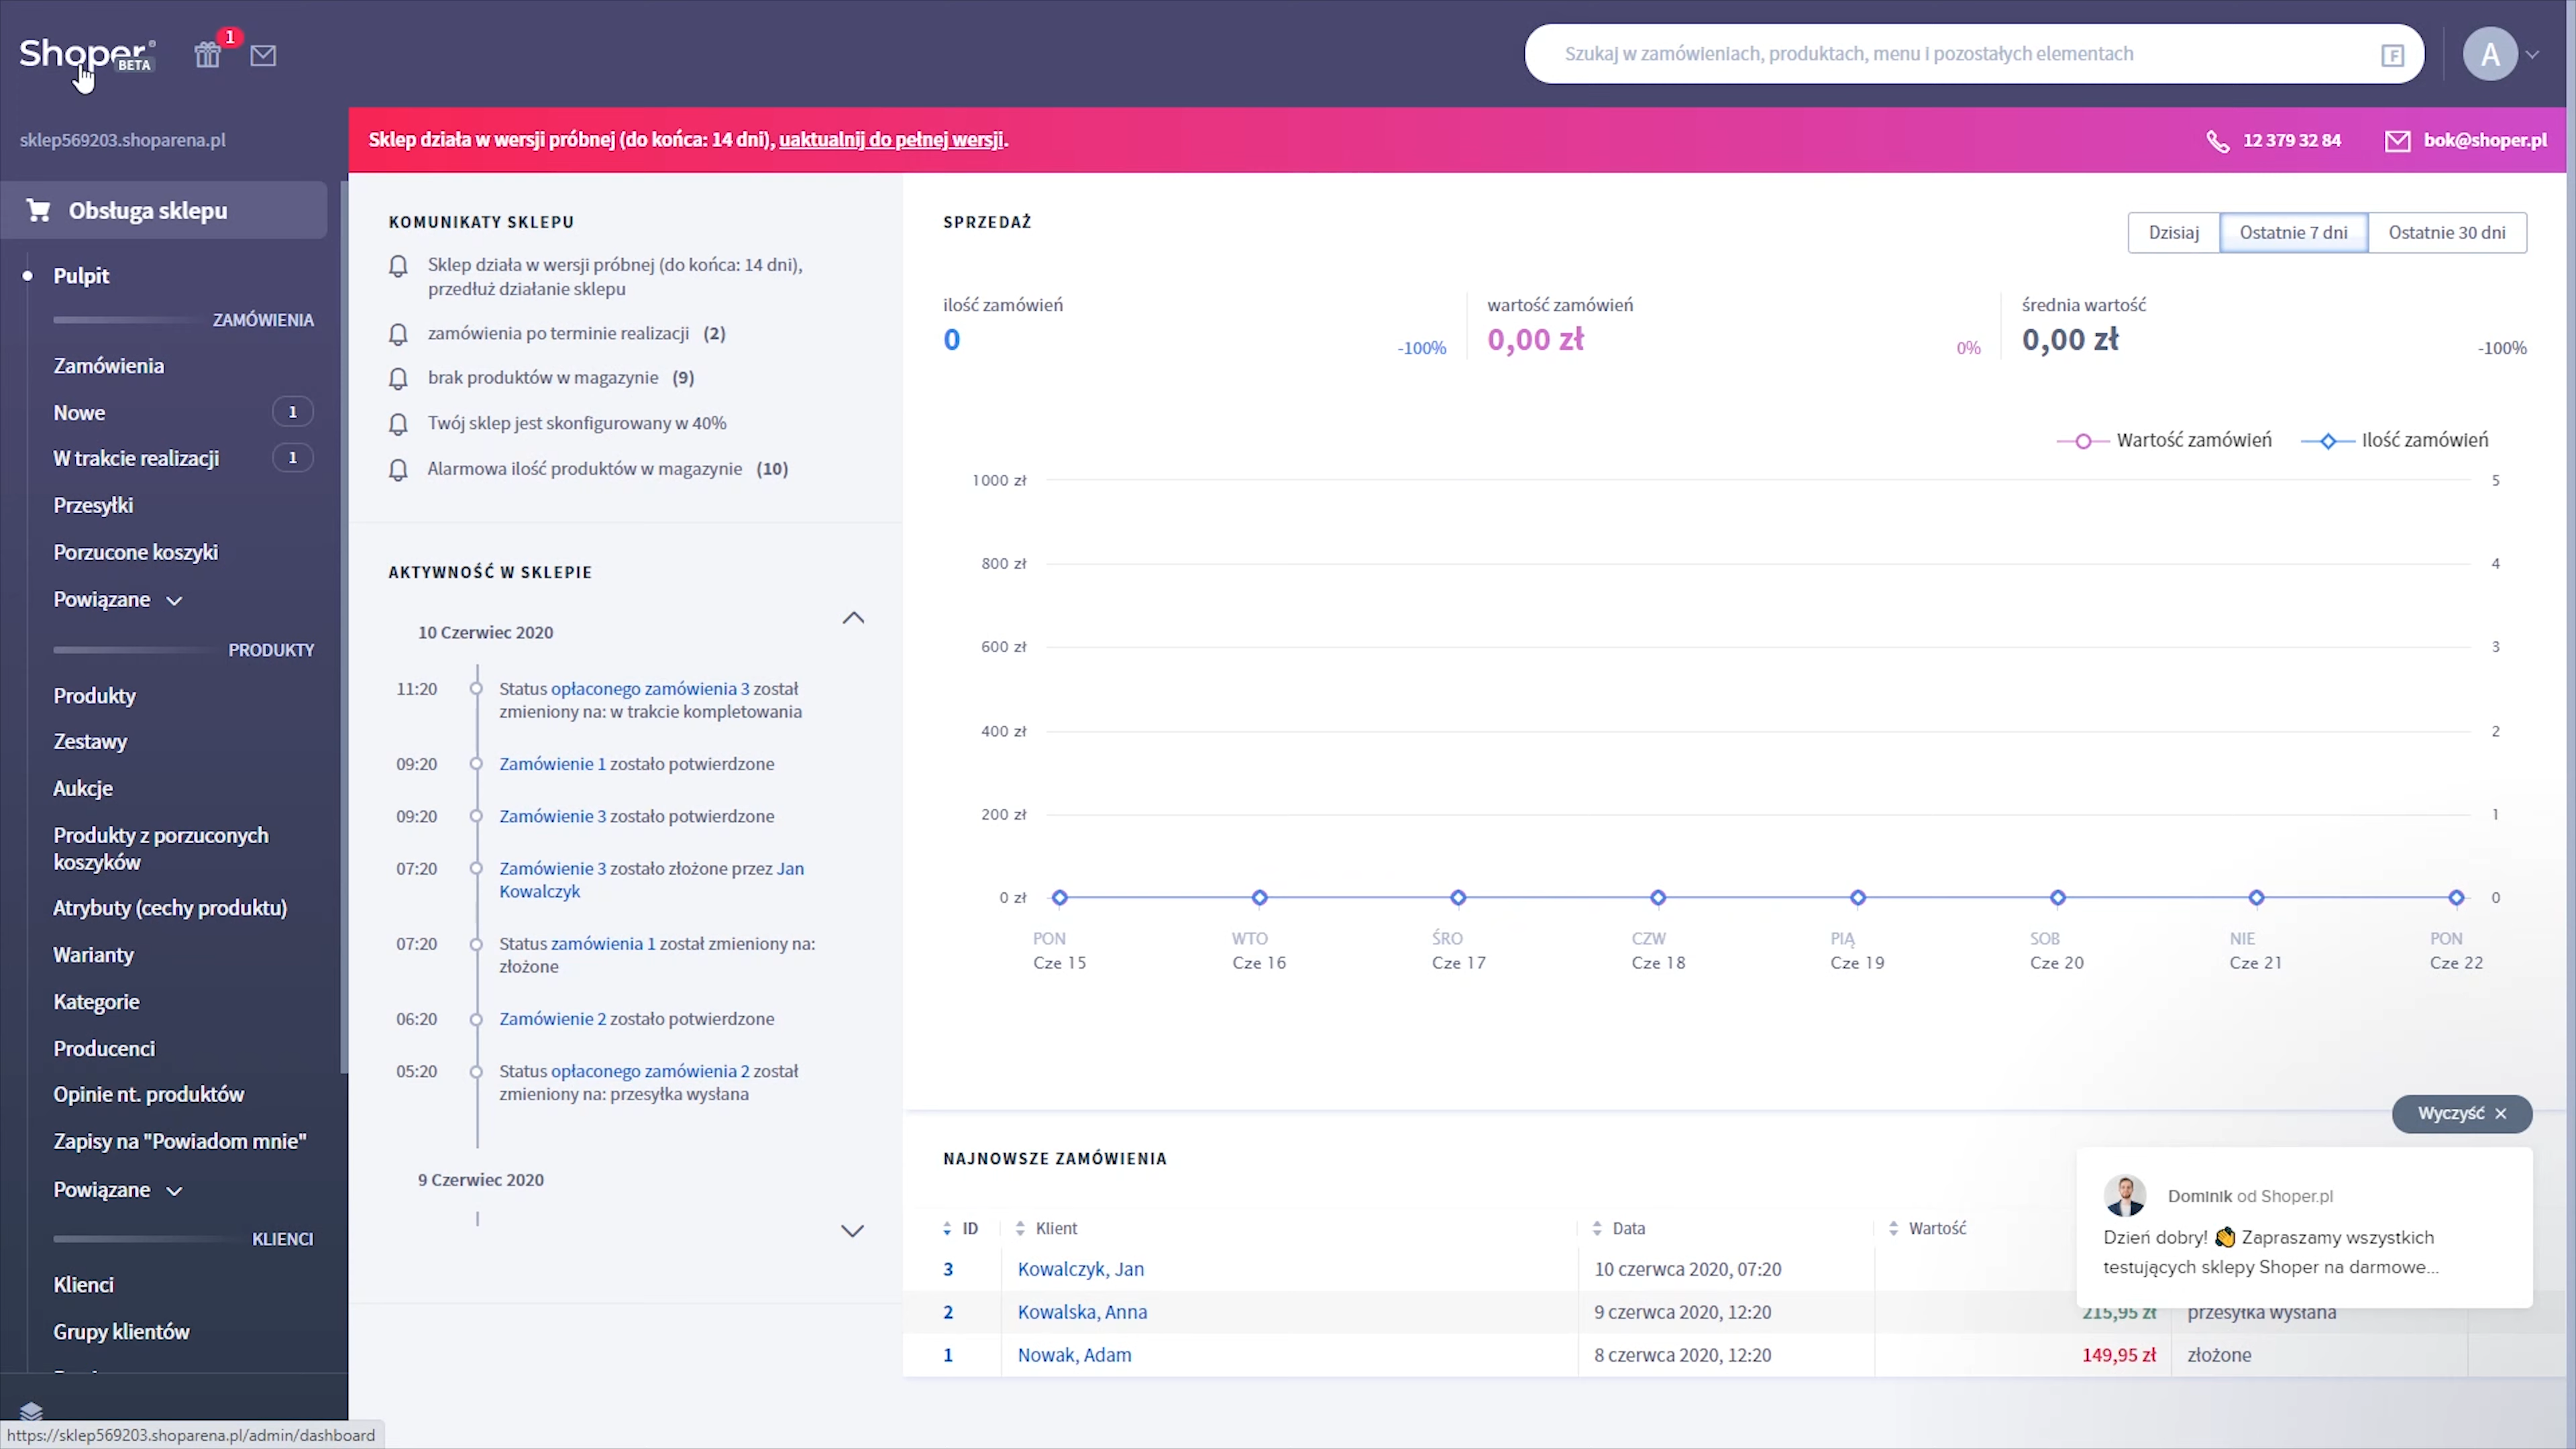 Shoper®
BETA
1
Szukaj w zamówieniach, produktach, menu i pozostałych elementach
F
A
sklep569203.shoparena.pl
Sklep działa w wersji próbnej (do końca: 14 dni), uaktualnij do pełnej wersji.
12 379 32 84
bok@shoper.pl
Obsługa sklepu
Pulpit
ZAMÓWIENIA
Zamówienia
Nowe 1
W trakcie realizacji 1
Przesyłki
Porzucone koszyki
Powiązane
PRODUKTY
Produkty
Zestawy
Aukcje
Produkty z porzuconych
koszyków
Atrybuty (cechy produktu)
Warianty
Kategorie
Producenci
Opinie nt. produktów
Zapisy na "Powiadom mnie"
Powiązane
KLIENCI
Klienci
Grupy klientów
https://sklep569203.shoparena.pl/admin/dashboard
KOMUNIKATY SKLEPU
Sklep działa w wersji próbnej (do końca: 14 dni),
przedłuż działanie sklepu
zamówienia po terminie realizacji (2)
brak produktów w magazynie (9)
Twój sklep jest skonfigurowany w 40%
Alarmowa ilość produktów w magazynie (10)
AKTYWNOŚĆ W SKLEPIE
10 Czerwiec 2020
11:20 Status opłaconego zamówienia 3 został
zmieniony na: w trakcie kompletowania
09:20 Zamówienie 1 zostało potwierdzone
09:20 Zamówienie 3 zostało potwierdzone
07:20 Zamówienie 3 zostało złożone przez Jan
Kowalczyk
07:20 Status zamówienia 1 został zmieniony na:
złożone
06:20 Zamówienie 2 zostało potwierdzone
05:20 Status opłaconego zamówienia 2 został
zmieniony na: przesyłka wysłana
9 Czerwiec 2020
SPRZEDAŻ
Dzisiaj Ostatnie 7 dni Ostatnie 30 dni
ilość zamówień wartość zamówień średnia wartość
0 -100% 0,00 zł 0% 0,00 zł -100%
Wartość zamówień Ilość zamówień
1000 zł 5
800 zł 4
600 zł 3
400 zł 2
200 zł 1
0 zł 0
PON WTO ŚRO CZW PIĄ SOB NIE PON
Cze 15 Cze 16 Cze 17 Cze 18 Cze 19 Cze 20 Cze 21 Cze 22
NAJNOWSZE ZAMÓWIENIA
ID Klient Data Wartość
3 Kowalczyk, Jan 10 czerwca 2020, 07:20
2 Kowalska, Anna 9 czerwca 2020, 12:20 215,95 zł przesyłka wysłana
1 Nowak, Adam 8 czerwca 2020, 12:20 149,95 zł złożone
Wyczyść ×
Dominik od Shoper.pl
Dzień dobry! 👏 Zapraszamy wszystkich
testujących sklepy Shoper na darmowe...